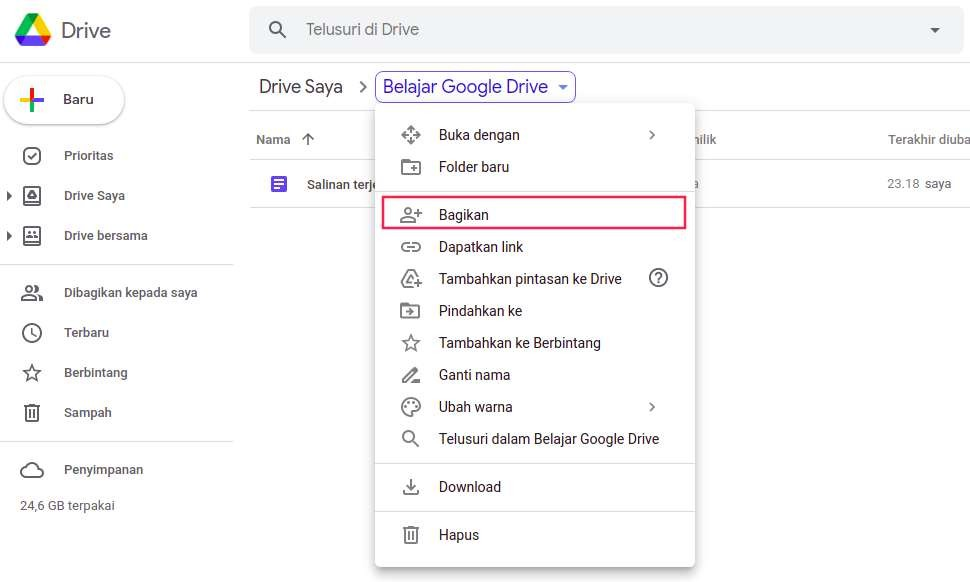 Drive
Telusuri di Drive
Drive Saya
Belajar Google Drive
Baru
Nama
Terakhir
Prioritas
Salinan
23.18 saya
Drive Saya
Drive bersama
Dibagikan kepada saya
Terbaru
Berbintang
Sampah
Penyimpanan
24,6 GB terpakai
Buka dengan
Folder baru
Bagikan
Dapatkan link
Tambahkan pintasan ke Drive
Pindahkan ke
Tambahkan ke Berbintang
Ganti nama
Ubah warna
Telusuri dalam Belajar Google Drive
Download
Hapus